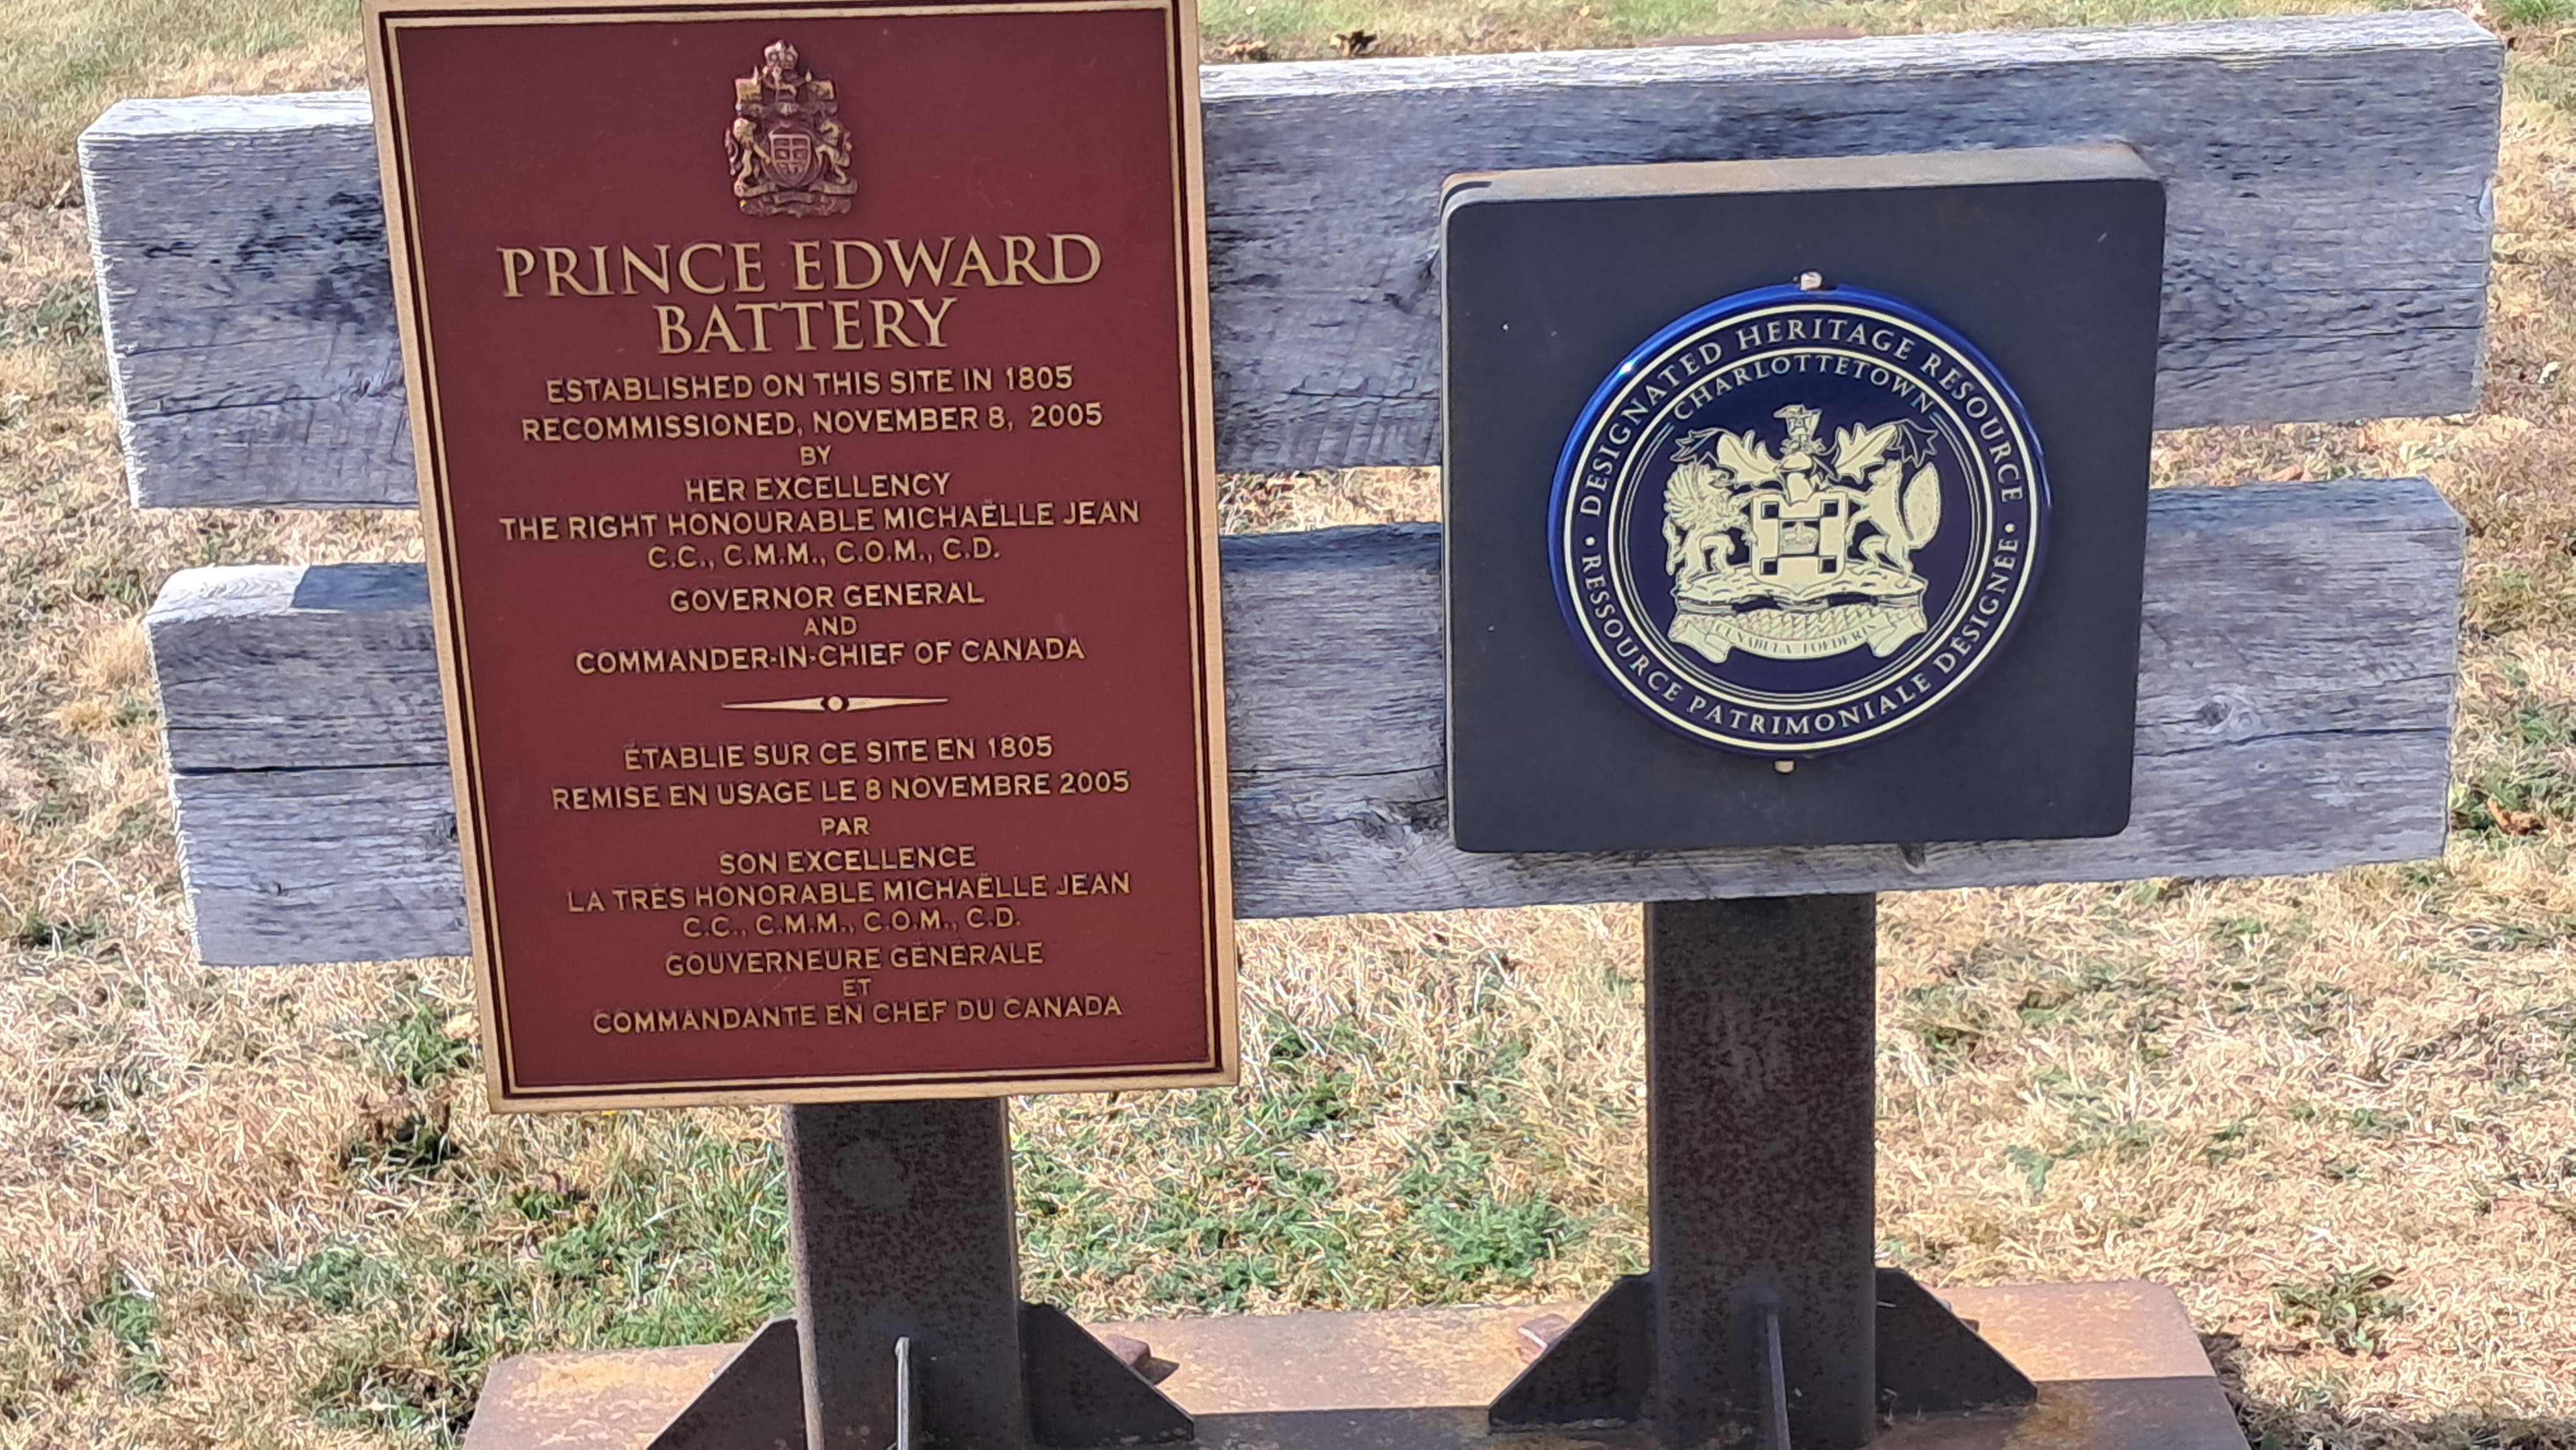 PRINCE EDWARD
BATTERY
ESTABLISHED ON THIS SITE IN 1805
RECOMMISSIONED, NOVEMBER 8, 2005
BY
HER EXCELLENCY
THE RIGHT HONOURABLE MICHAËLLE JEAN
C.C., C.M.M., C.O.M., C.D.
GOVERNOR GENERAL
AND
COMMANDER-IN-CHIEF OF CANADA
ÉTABLIE SUR CE SITE EN 1805
REMISE EN USAGE LE 8 NOVEMBRE 2005
PAR
SON EXCELLENCE
LA TRÈS HONORABLE MICHAËLLE JEAN
C.C., C.M.M., C.O.M., C.D.
GOUVERNEURE GÉNÉRALE
ET
COMMANDANTE EN CHEF DU CANADA
• DESIGNATED HERITAGE RESOURCE •
CHARLOTTETOWN
RESSOURCE PATRIMONIALE DÉSIGNÉE